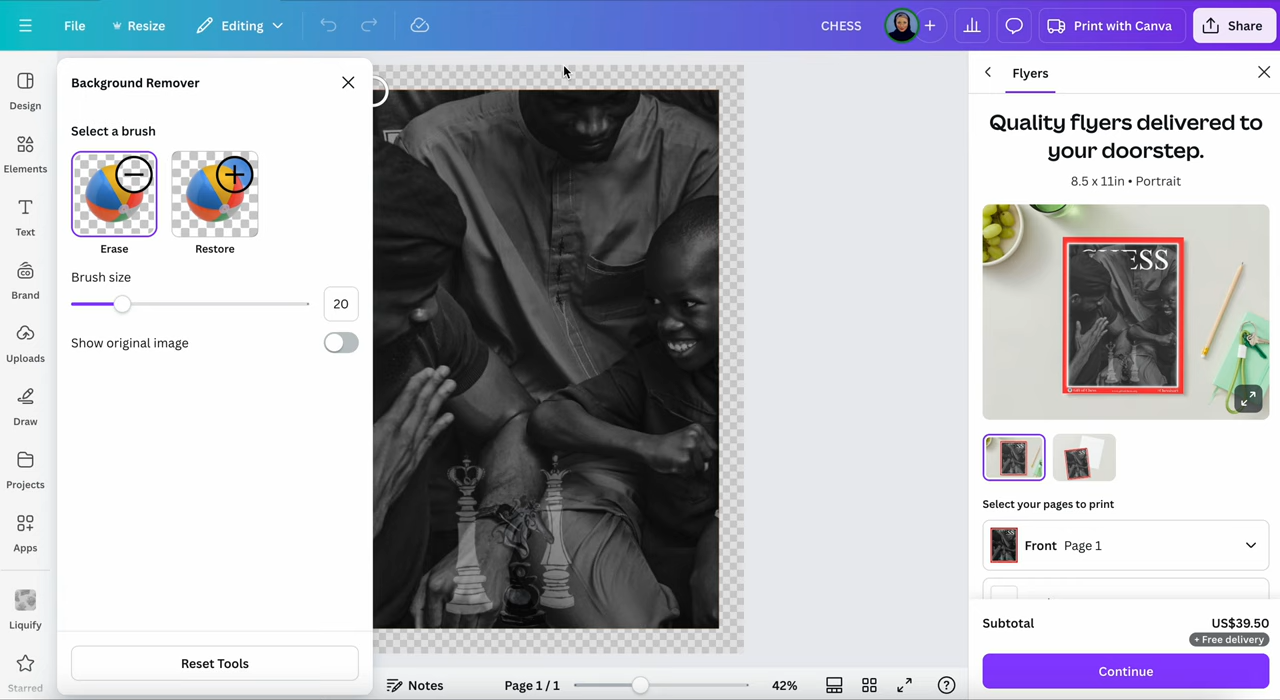 File
Resize
Editing
CHESS
Print with Canva
Share
Design
Elements
Text
Brand
Uploads
Draw
Projects
Apps
Liquify
Starred
Background Remover
Select a brush
Erase
Restore
Brush size
20
Show original image
Reset Tools
Notes
Page 1 / 1
42%
Flyers
Quality flyers delivered to
your doorstep.
8.5 x 11in • Portrait
ESS
Select your pages to print
Front Page 1
Subtotal
US$39.50
+ Free delivery
Continue